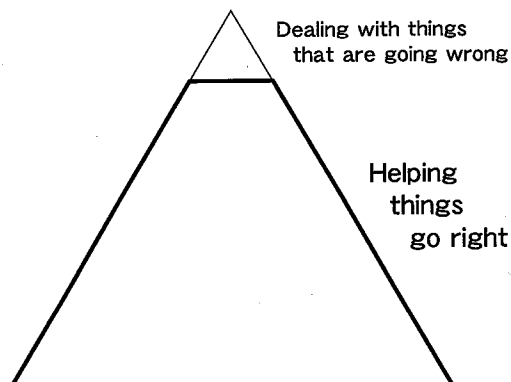 Dealing with things
that are going wrong
Helping
things
go right